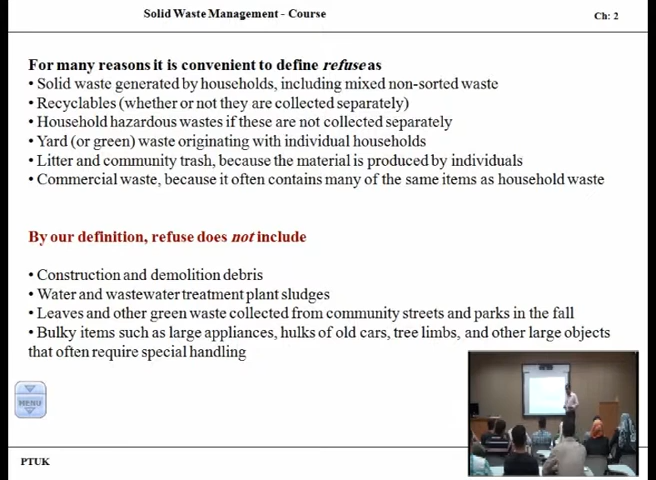 Solid Waste Management - Course
Ch: 2
For many reasons it is convenient to define refuse as
• Solid waste generated by households, including mixed non-sorted waste
• Recyclables (whether or not they are collected separately)
• Household hazardous wastes if these are not collected separately
• Yard (or green) waste originating with individual households
• Litter and community trash, because the material is produced by individuals
• Commercial waste, because it often contains many of the same items as household waste
By our definition, refuse does not include
• Construction and demolition debris
• Water and wastewater treatment plant sludges
• Leaves and other green waste collected from community streets and parks in the fall
• Bulky items such as large appliances, hulks of old cars, tree limbs, and other large objects
that often require special handling
MENU
PTUK